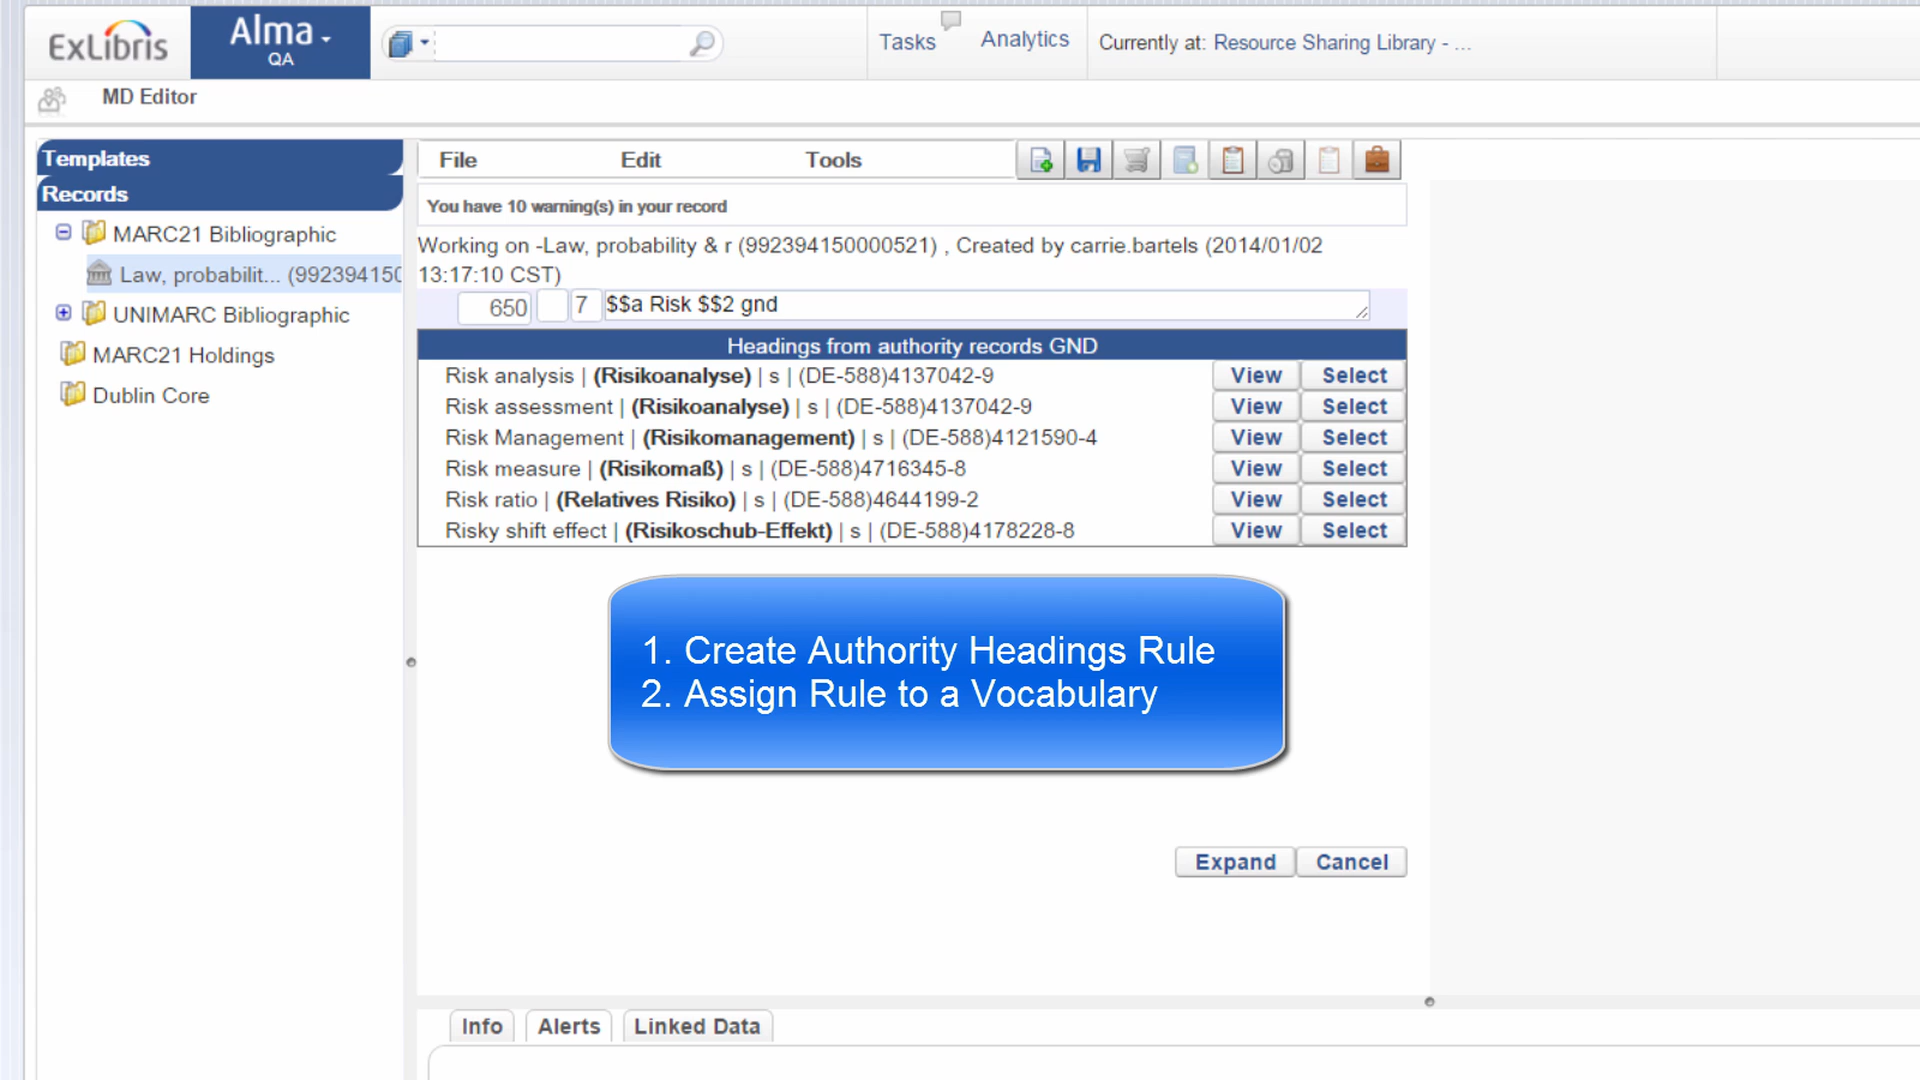 ExLibris
Alma
QA
Tasks
Analytics
Currently at: Resource Sharing Library - ...
MD Editor
Templates
Records
MARC21 Bibliographic
Law, probabilit... (992394150
UNIMARC Bibliographic
MARC21 Holdings
Dublin Core
File Edit Tools
You have 10 warning(s) in your record
Working on -Law, probability & r (992394150000521) , Created by carrie.bartels (2014/01/02
13:17:10 CST)
650 7 $$a Risk $$2 gnd
Headings from authority records GND
Risk analysis | (Risikoanalyse) | s | (DE-588)4137042-9 View Select
Risk assessment | (Risikoanalyse) | s | (DE-588)4137042-9 View Select
Risk Management | (Risikomanagement) | s | (DE-588)4121590-4 View Select
Risk measure | (Risikomaß) | s | (DE-588)4716345-8 View Select
Risk ratio | (Relatives Risiko) | s | (DE-588)4644199-2 View Select
Risky shift effect | (Risikoschub-Effekt) | s | (DE-588)4178228-8 View Select
1. Create Authority Headings Rule
2. Assign Rule to a Vocabulary
Expand Cancel
Info Alerts Linked Data